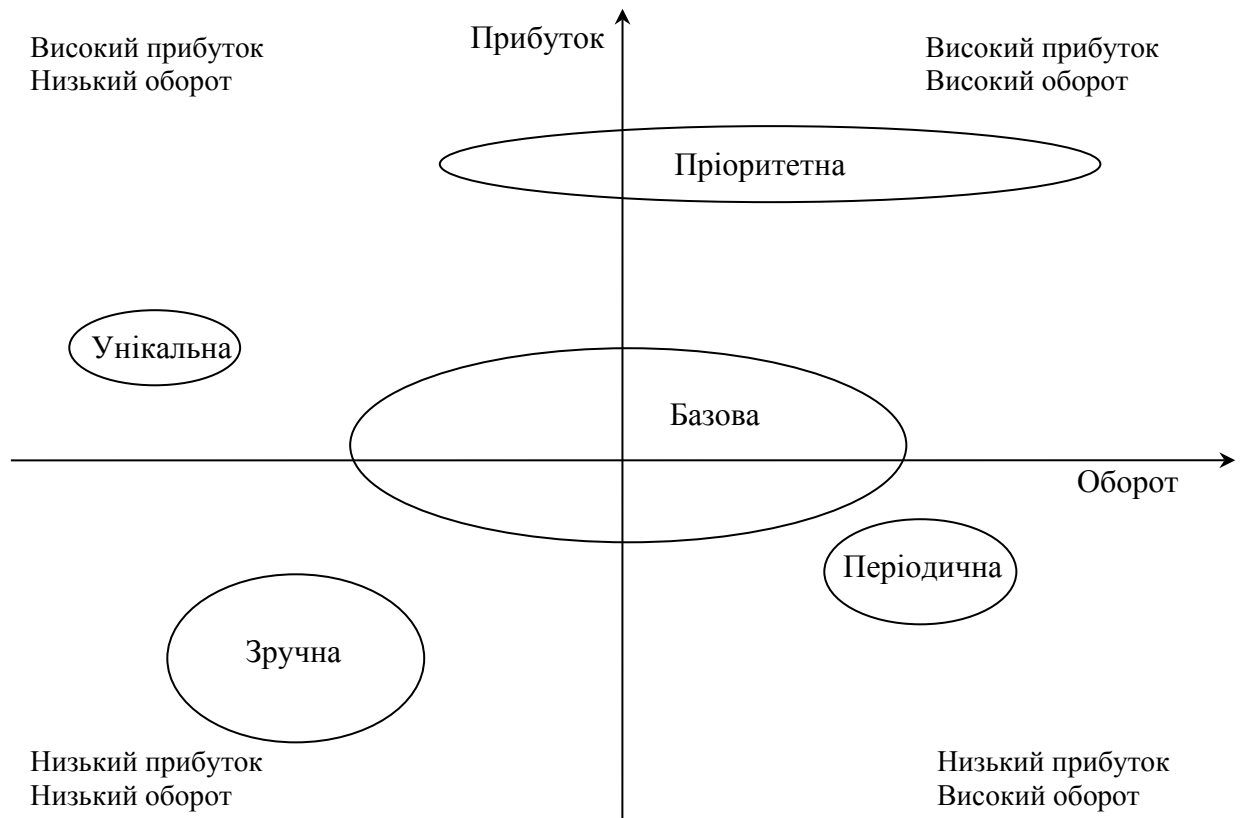 Високий прибуток
Низький оборот
Прибуток
Високий прибуток
Високий оборот
Пріоритетна
Унікальна
Базова
Оборот
Періодична
Зручна
Низький прибуток
Низький оборот
Низький прибуток
Високий оборот